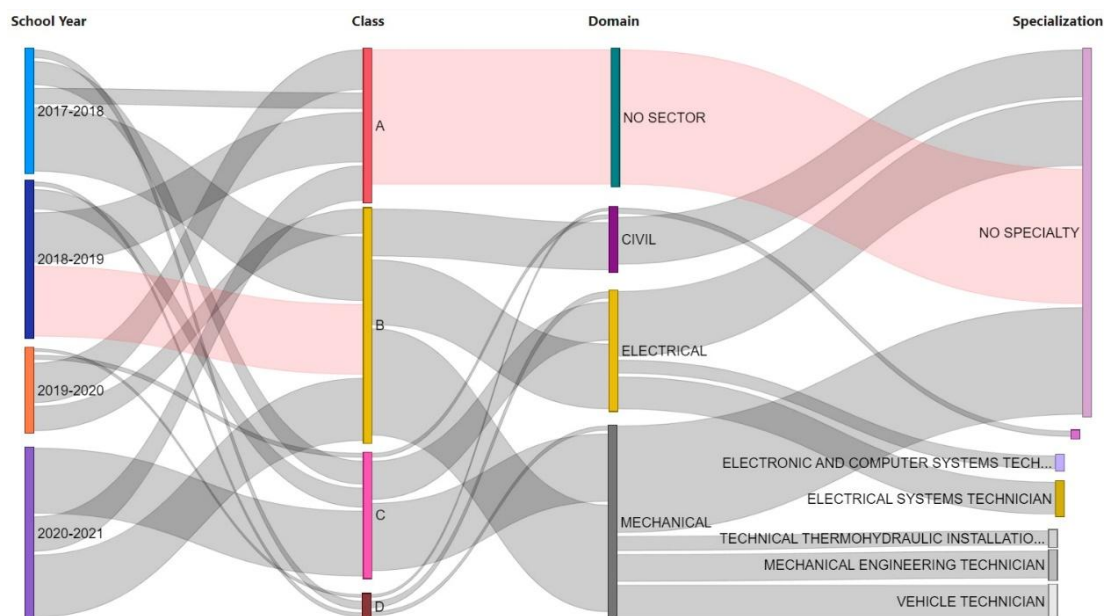 School Year Class Domain Specialization
2017-2018
2018-2019
2019-2020
2020-2021
A
B
C
D
NO SECTOR
CIVIL
ELECTRICAL
MECHANICAL
NO SPECIALTY
ELECTRONIC AND COMPUTER SYSTEMS TECH...
ELECTRICAL SYSTEMS TECHNICIAN
TECHNICAL THERMOHYDRAULIC INSTALLATIO...
MECHANICAL ENGINEERING TECHNICIAN
VEHICLE TECHNICIAN